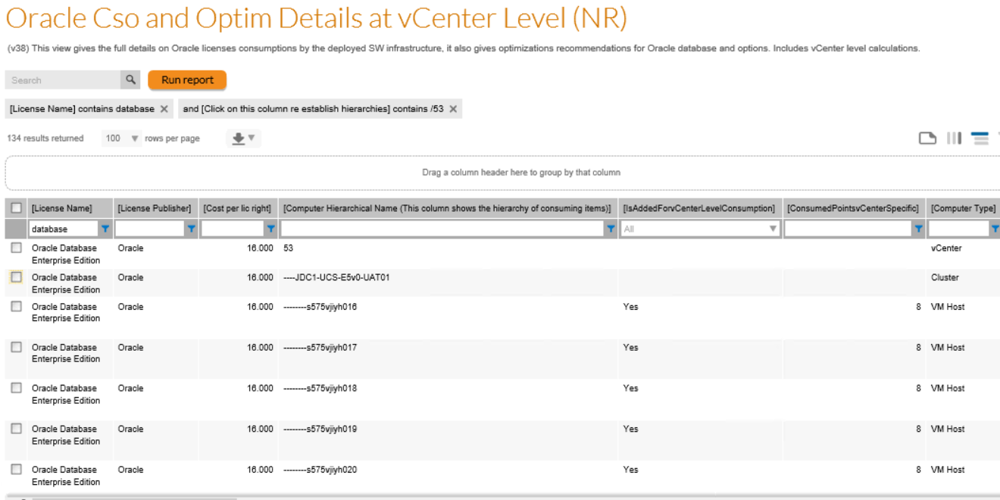 Oracle Cso and Optim Details at vCenter Level (NR)
(v38) This view gives the full details on Oracle licenses consumptions by the deployed SW infrastructure, it also gives optimizations recommendations for Oracle database and options. Includes vCenter level calculations.
Search Run report
[License Name] contains database and [Click on this column re establish hierarchies] contains /53
134 results returned 100 rows per page
Drag a column header here to group by that column
[License Name] [License Publisher] [Cost per lic right] [Computer Hierarchical Name (This column shows the hierarchy of consuming items)] [IsAddedForvCenterLevelConsumption] [ConsumedPointsvCenterSpecific] [Computer Type]
database All
Oracle Database Oracle 16.000 53 vCenter
Enterprise Edition
Oracle Database Oracle 16.000 ----JDC1-UCS-E5v0-UAT01 Cluster
Enterprise Edition
Oracle Database Oracle 16.000 --------s575vjiyh016 Yes 8 VM Host
Enterprise Edition
Oracle Database Oracle 16.000 --------s575vjiyh017 Yes 8 VM Host
Enterprise Edition
Oracle Database Oracle 16.000 --------s575vjiyh018 Yes 8 VM Host
Enterprise Edition
Oracle Database Oracle 16.000 --------s575vjiyh019 Yes 8 VM Host
Enterprise Edition
Oracle Database Oracle 16.000 --------s575vjiyh020 Yes 8 VM Host
Enterprise Edition